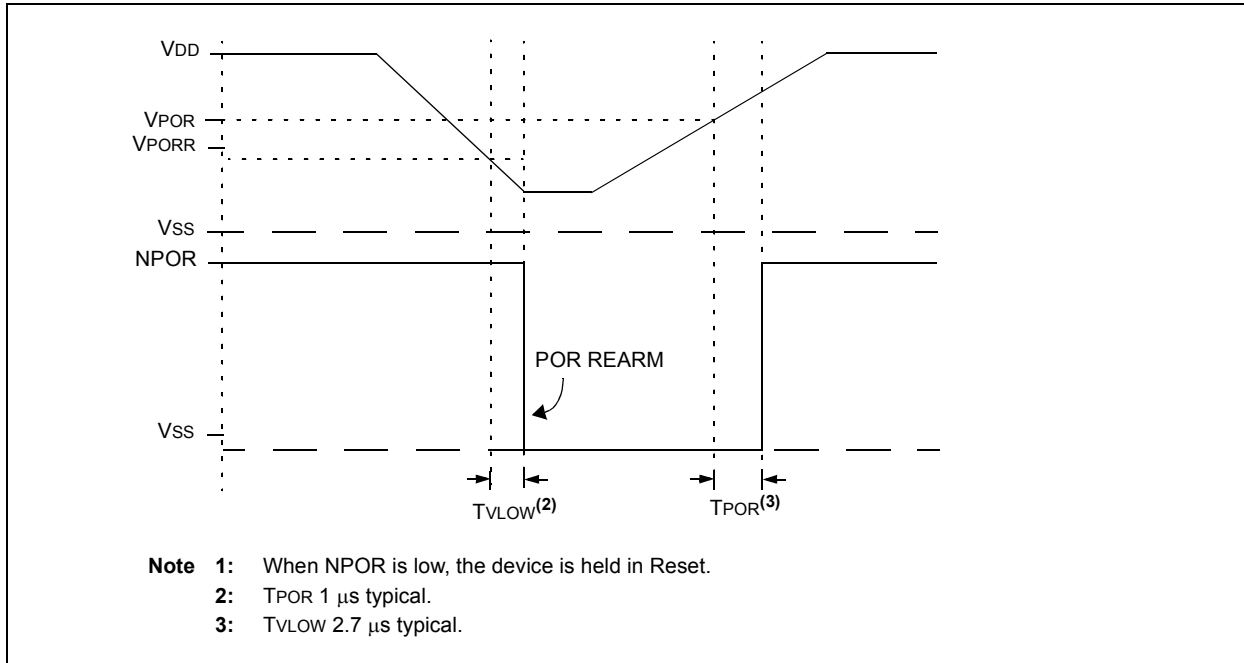 VDD
VPOR
VPORR
VSS
NPOR
POR REARM
VSS
TVLOW(2)
TPOR(3)
Note 1: When NPOR is low, the device is held in Reset.
2: TPOR 1 μs typical.
3: TVLOW 2.7 μs typical.